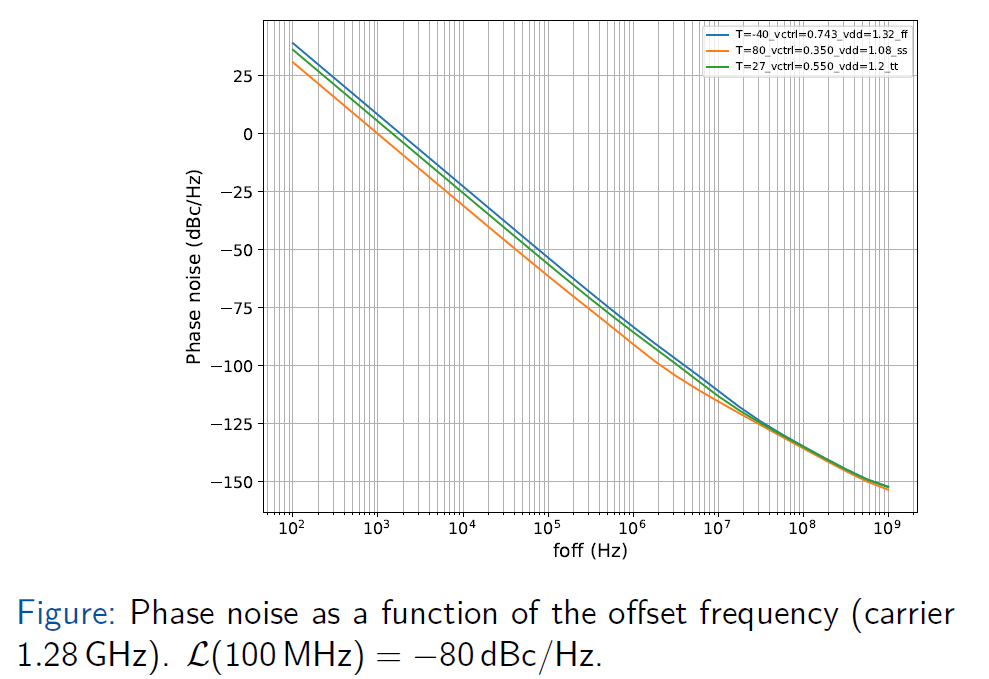 T=-40_vctrl=0.743_vdd=1.32_ff
T=80_vctrl=0.350_vdd=1.08_ss
T=27_vctrl=0.550_vdd=1.2_tt
Phase noise (dBc/Hz)
25
0
−25
−50
−75
−100
−125
−150
10² 10³ 10⁴ 10⁵ 10⁶ 10⁷ 10⁸ 10⁹
foff (Hz)
Figure: Phase noise as a function of the offset frequency (carrier
1.28 GHz). ℒ(100 MHz) = −80 dBc/Hz.